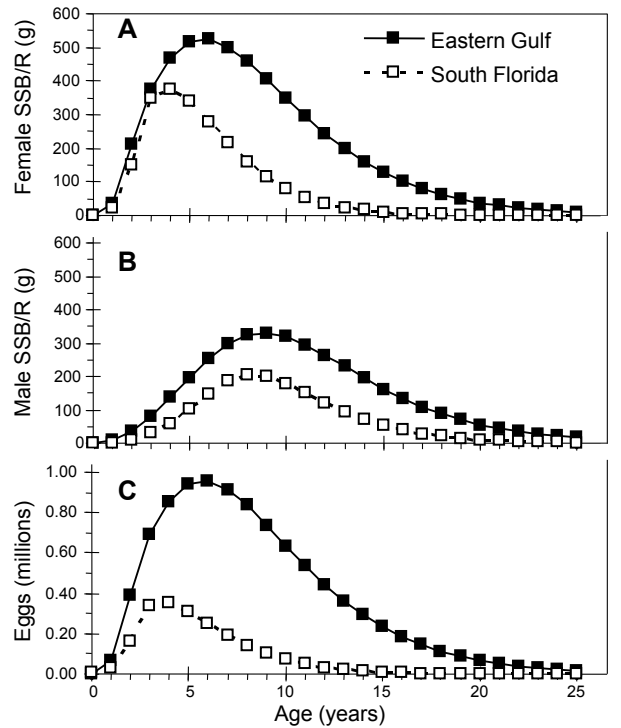 A
Eastern Gulf
South Florida
Female SSB/R (g)
600
500
400
300
200
100
0
B
Male SSB/R (g)
600
500
400
300
200
100
0
C
Eggs (millions)
1.00
0.80
0.60
0.40
0.20
0.00
0 5 10 15 20 25
Age (years)